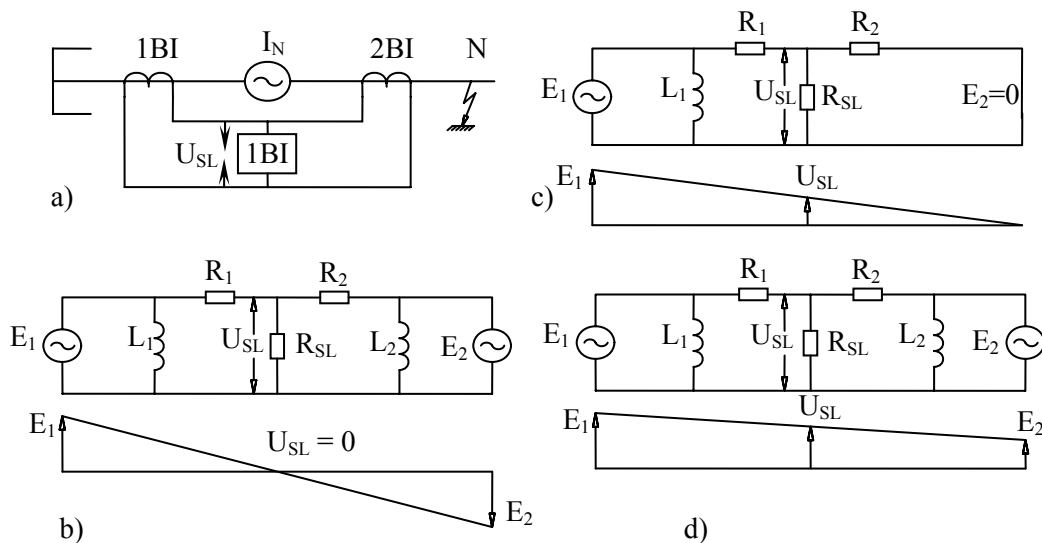 1BI I_N 2BI N
U_SL 1BI
a)
R_1 R_2
E_1 L_1 U_SL R_SL E_2=0
E_1 U_SL
c)
R_1 R_2
E_1 L_1 U_SL R_SL L_2 E_2
E_1 U_SL = 0
E_2
b)
R_1 R_2
E_1 L_1 U_SL R_SL L_2 E_2
E_1 U_SL E_2
d)